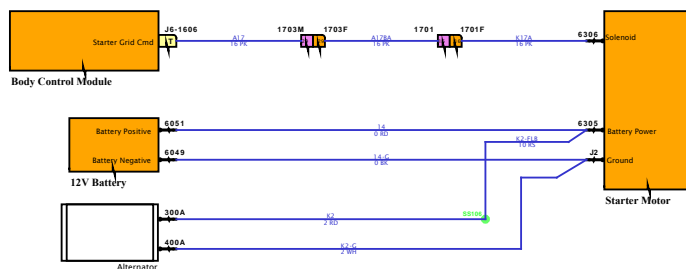 J6-1606
Starter Grid Cmd
T
A17
16 PK
1703M
1703F
A178A
16 PK
1701
1701F
K17A
16 PK
6306
Solenoid
Body Control Module
6051
Battery Positive
14
0 RD
6305
Battery Power
K2-FL8
10 RS
6049
Battery Negative
14-G
0 BK
J2
Ground
12V Battery
Starter Motor
300A
K2
2 RD
SS106
400A
K2-G
2 WH
Alternator